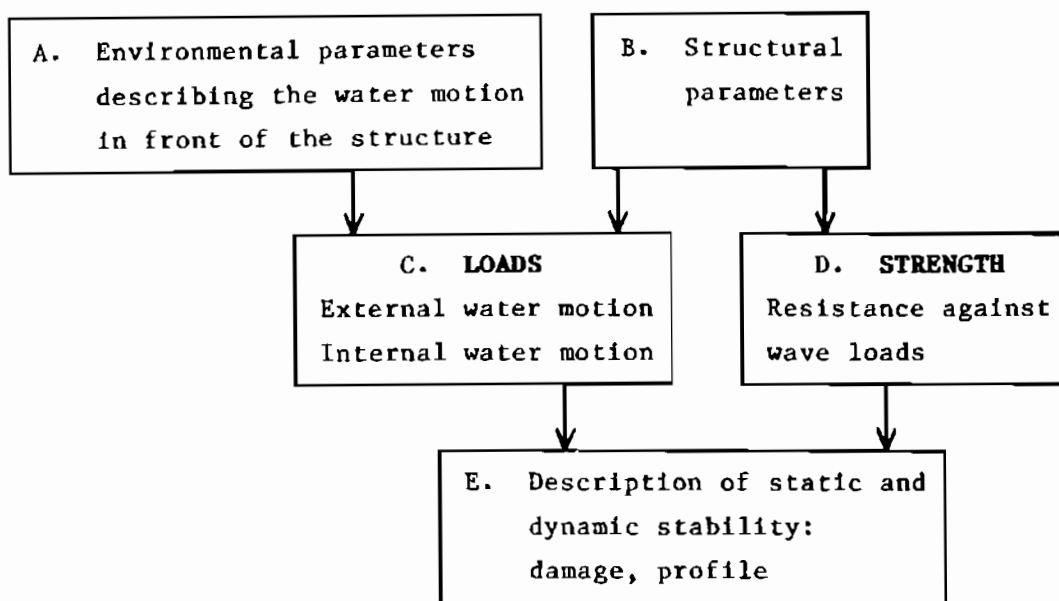 A. Environmental parameters
describing the water motion
in front of the structure
B. Structural
parameters
C. LOADS
External water motion
Internal water motion
D. STRENGTH
Resistance against
wave loads
E. Description of static and
dynamic stability:
damage, profile